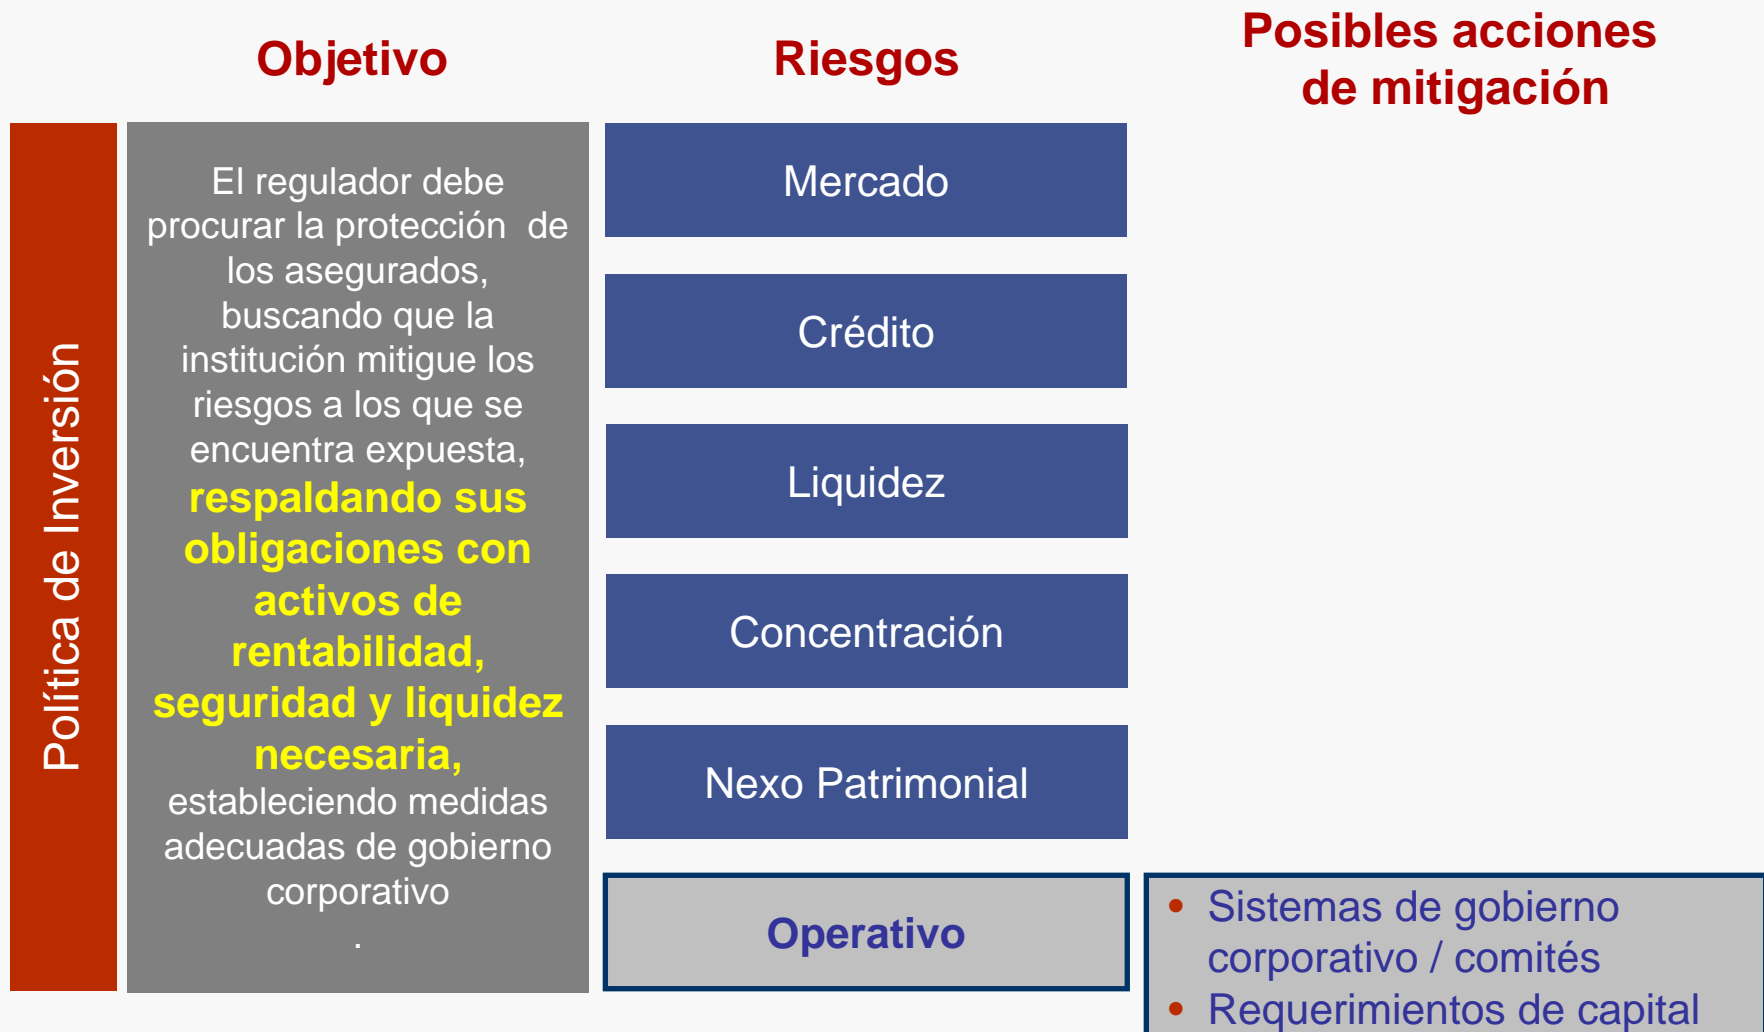 Objetivo
Riesgos
Posibles acciones
de mitigación
Política de Inversión
El regulador debe
procurar la protección de
los asegurados,
buscando que la
institución mitigue los
riesgos a los que se
encuentra expuesta,
respaldando sus
obligaciones con
activos de
rentabilidad,
seguridad y liquidez
necesaria,
estableciendo medidas
adecuadas de gobierno
corporativo
.
Mercado
Crédito
Liquidez
Concentración
Nexo Patrimonial
Operativo
• Sistemas de gobierno
corporativo / comités
• Requerimientos de capital